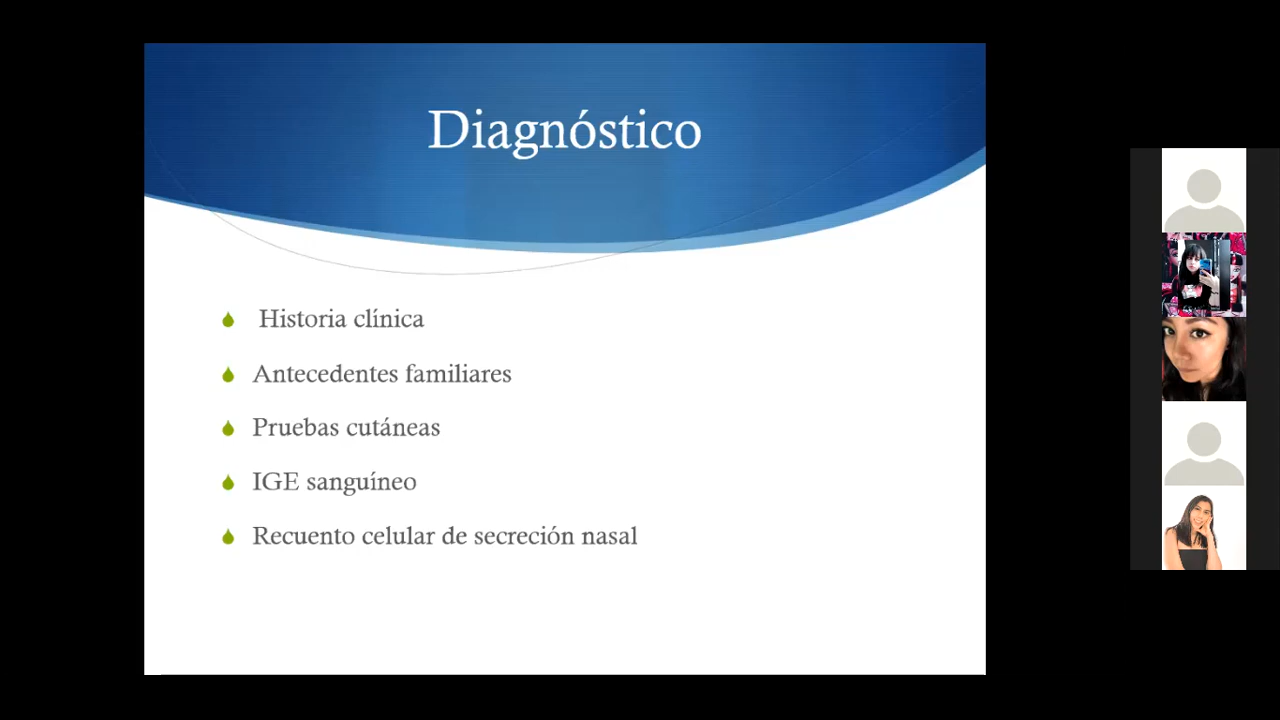 Diagnóstico
Historia clínica
Antecedentes familiares
Pruebas cutáneas
IGE sanguíneo
Recuento celular de secreción nasal